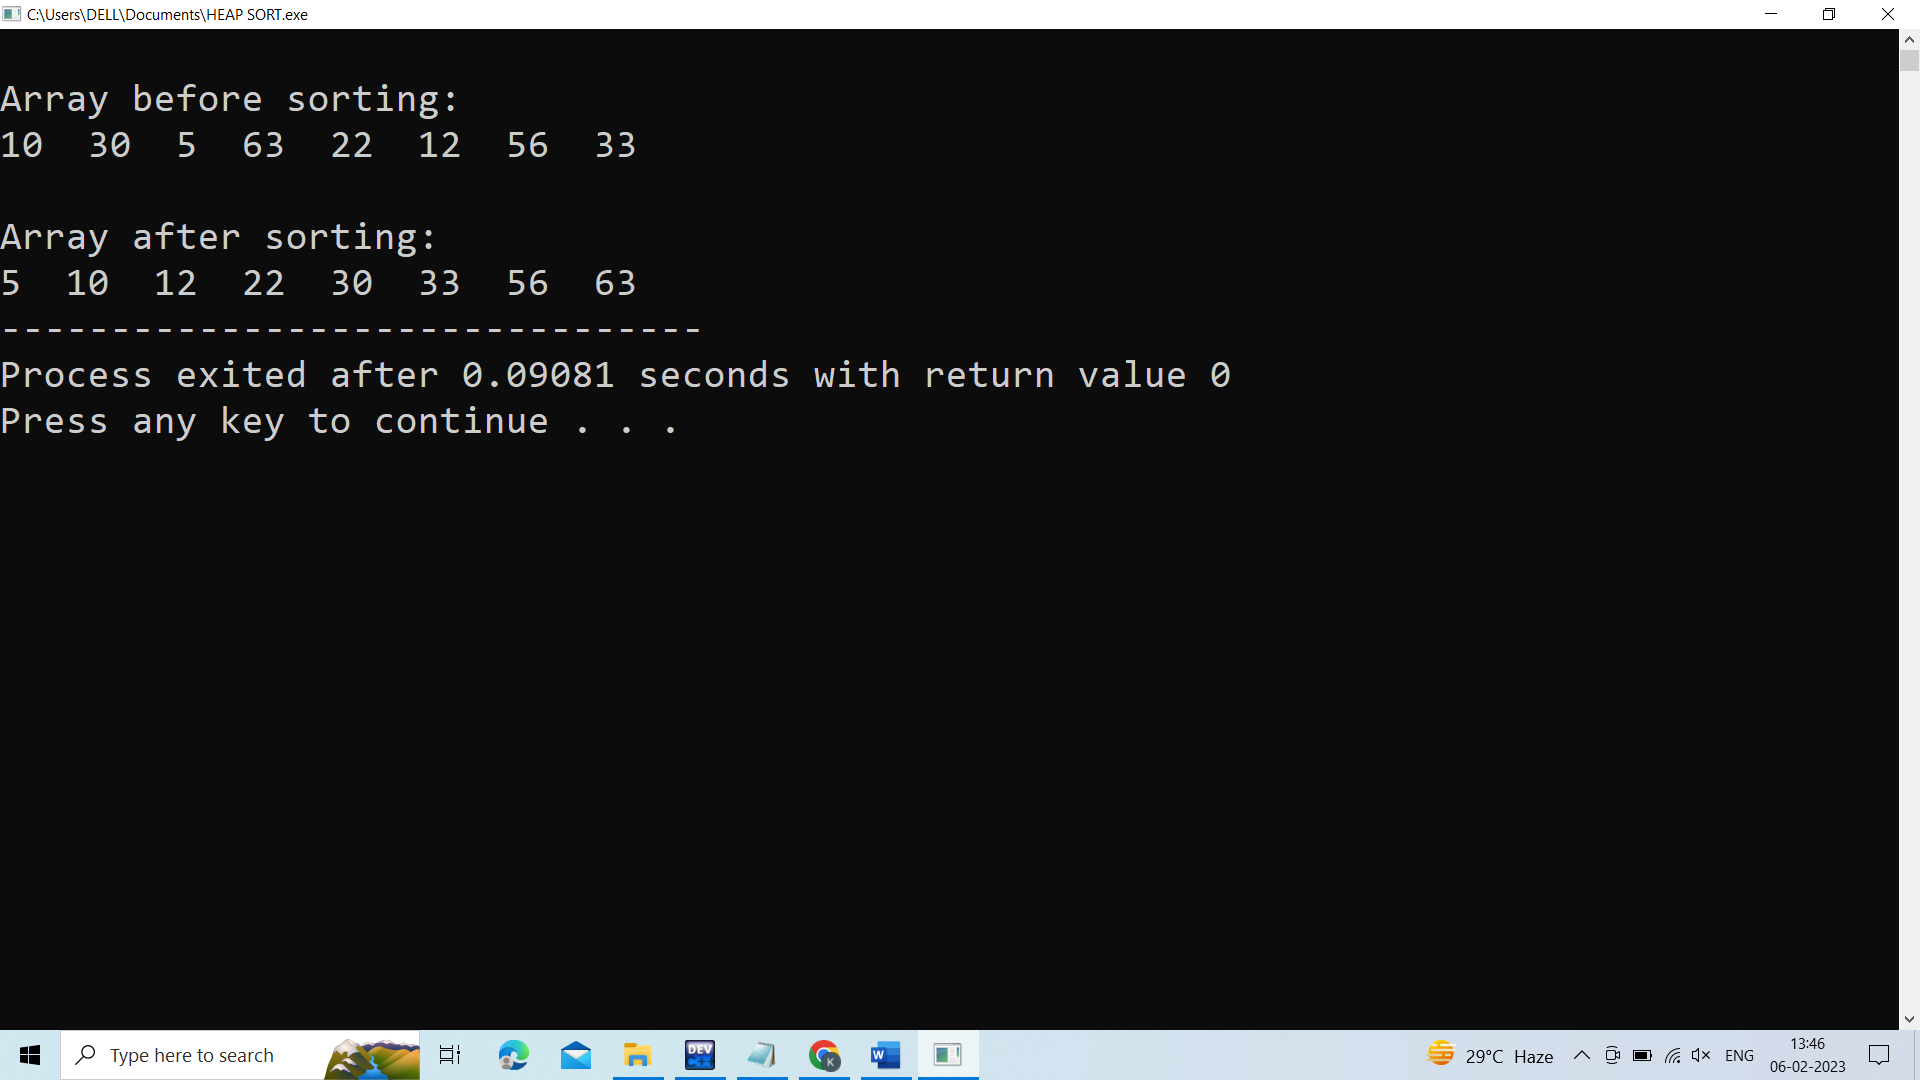 C:\Users\DELL\Documents\HEAP SORT.exe
Array before sorting:
10  30  5  63  22  12  56  33
Array after sorting:
5  10  12  22  30  33  56  63
--------------------------------
Process exited after 0.09081 seconds with return value 0
Press any key to continue . . .
Type here to search
DEV
C++
K
W
29°C Haze
ENG
13:46
06-02-2023